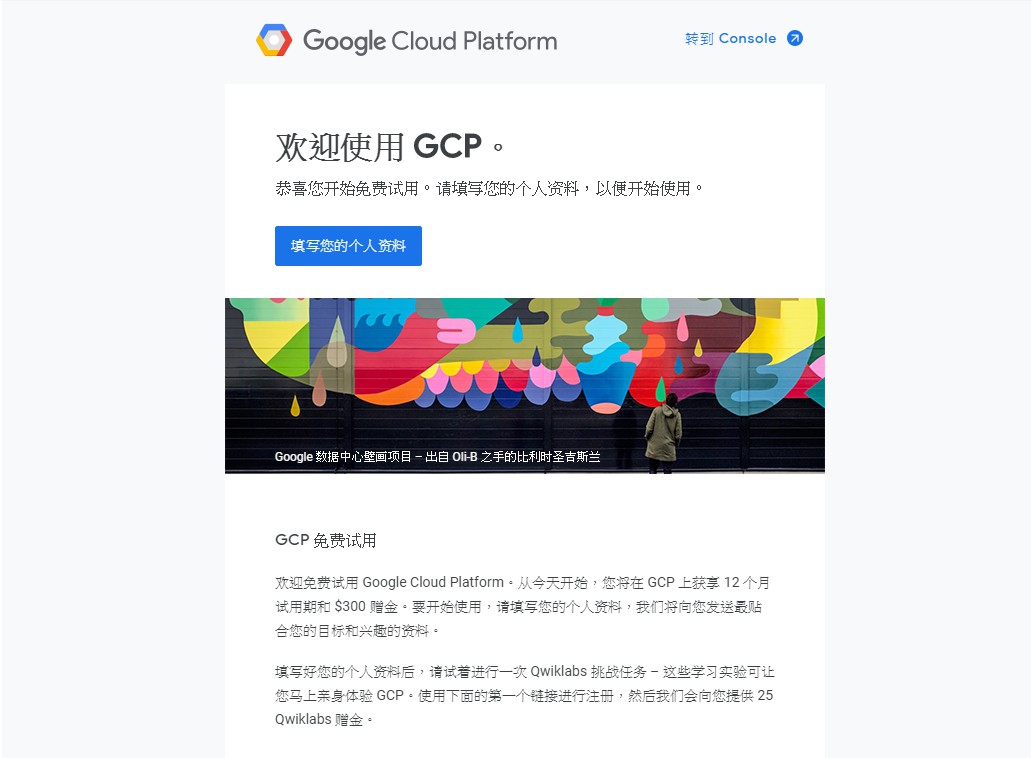 Google Cloud Platform
转到 Console
欢迎使用 GCP。
恭喜您开始免费试用。请填写您的个人资料，以便开始使用。
填写您的个人资料
Google 数据中心壁画项目 – 出自 Oli-B 之手的比利时圣吉斯兰
GCP 免费试用
欢迎免费试用 Google Cloud Platform。从今天开始，您将在 GCP 上获享 12 个月
试用期和 $300 赠金。要开始使用，请填写您的个人资料，我们将向您发送最贴
合您的目标和兴趣的资料。
填写好您的个人资料后，请试着进行一次 Qwiklabs 挑战任务 – 这些学习实验可让
您马上亲身体验 GCP。使用下面的第一个链接进行注册，然后我们会向您提供 25
Qwiklabs 赠金。